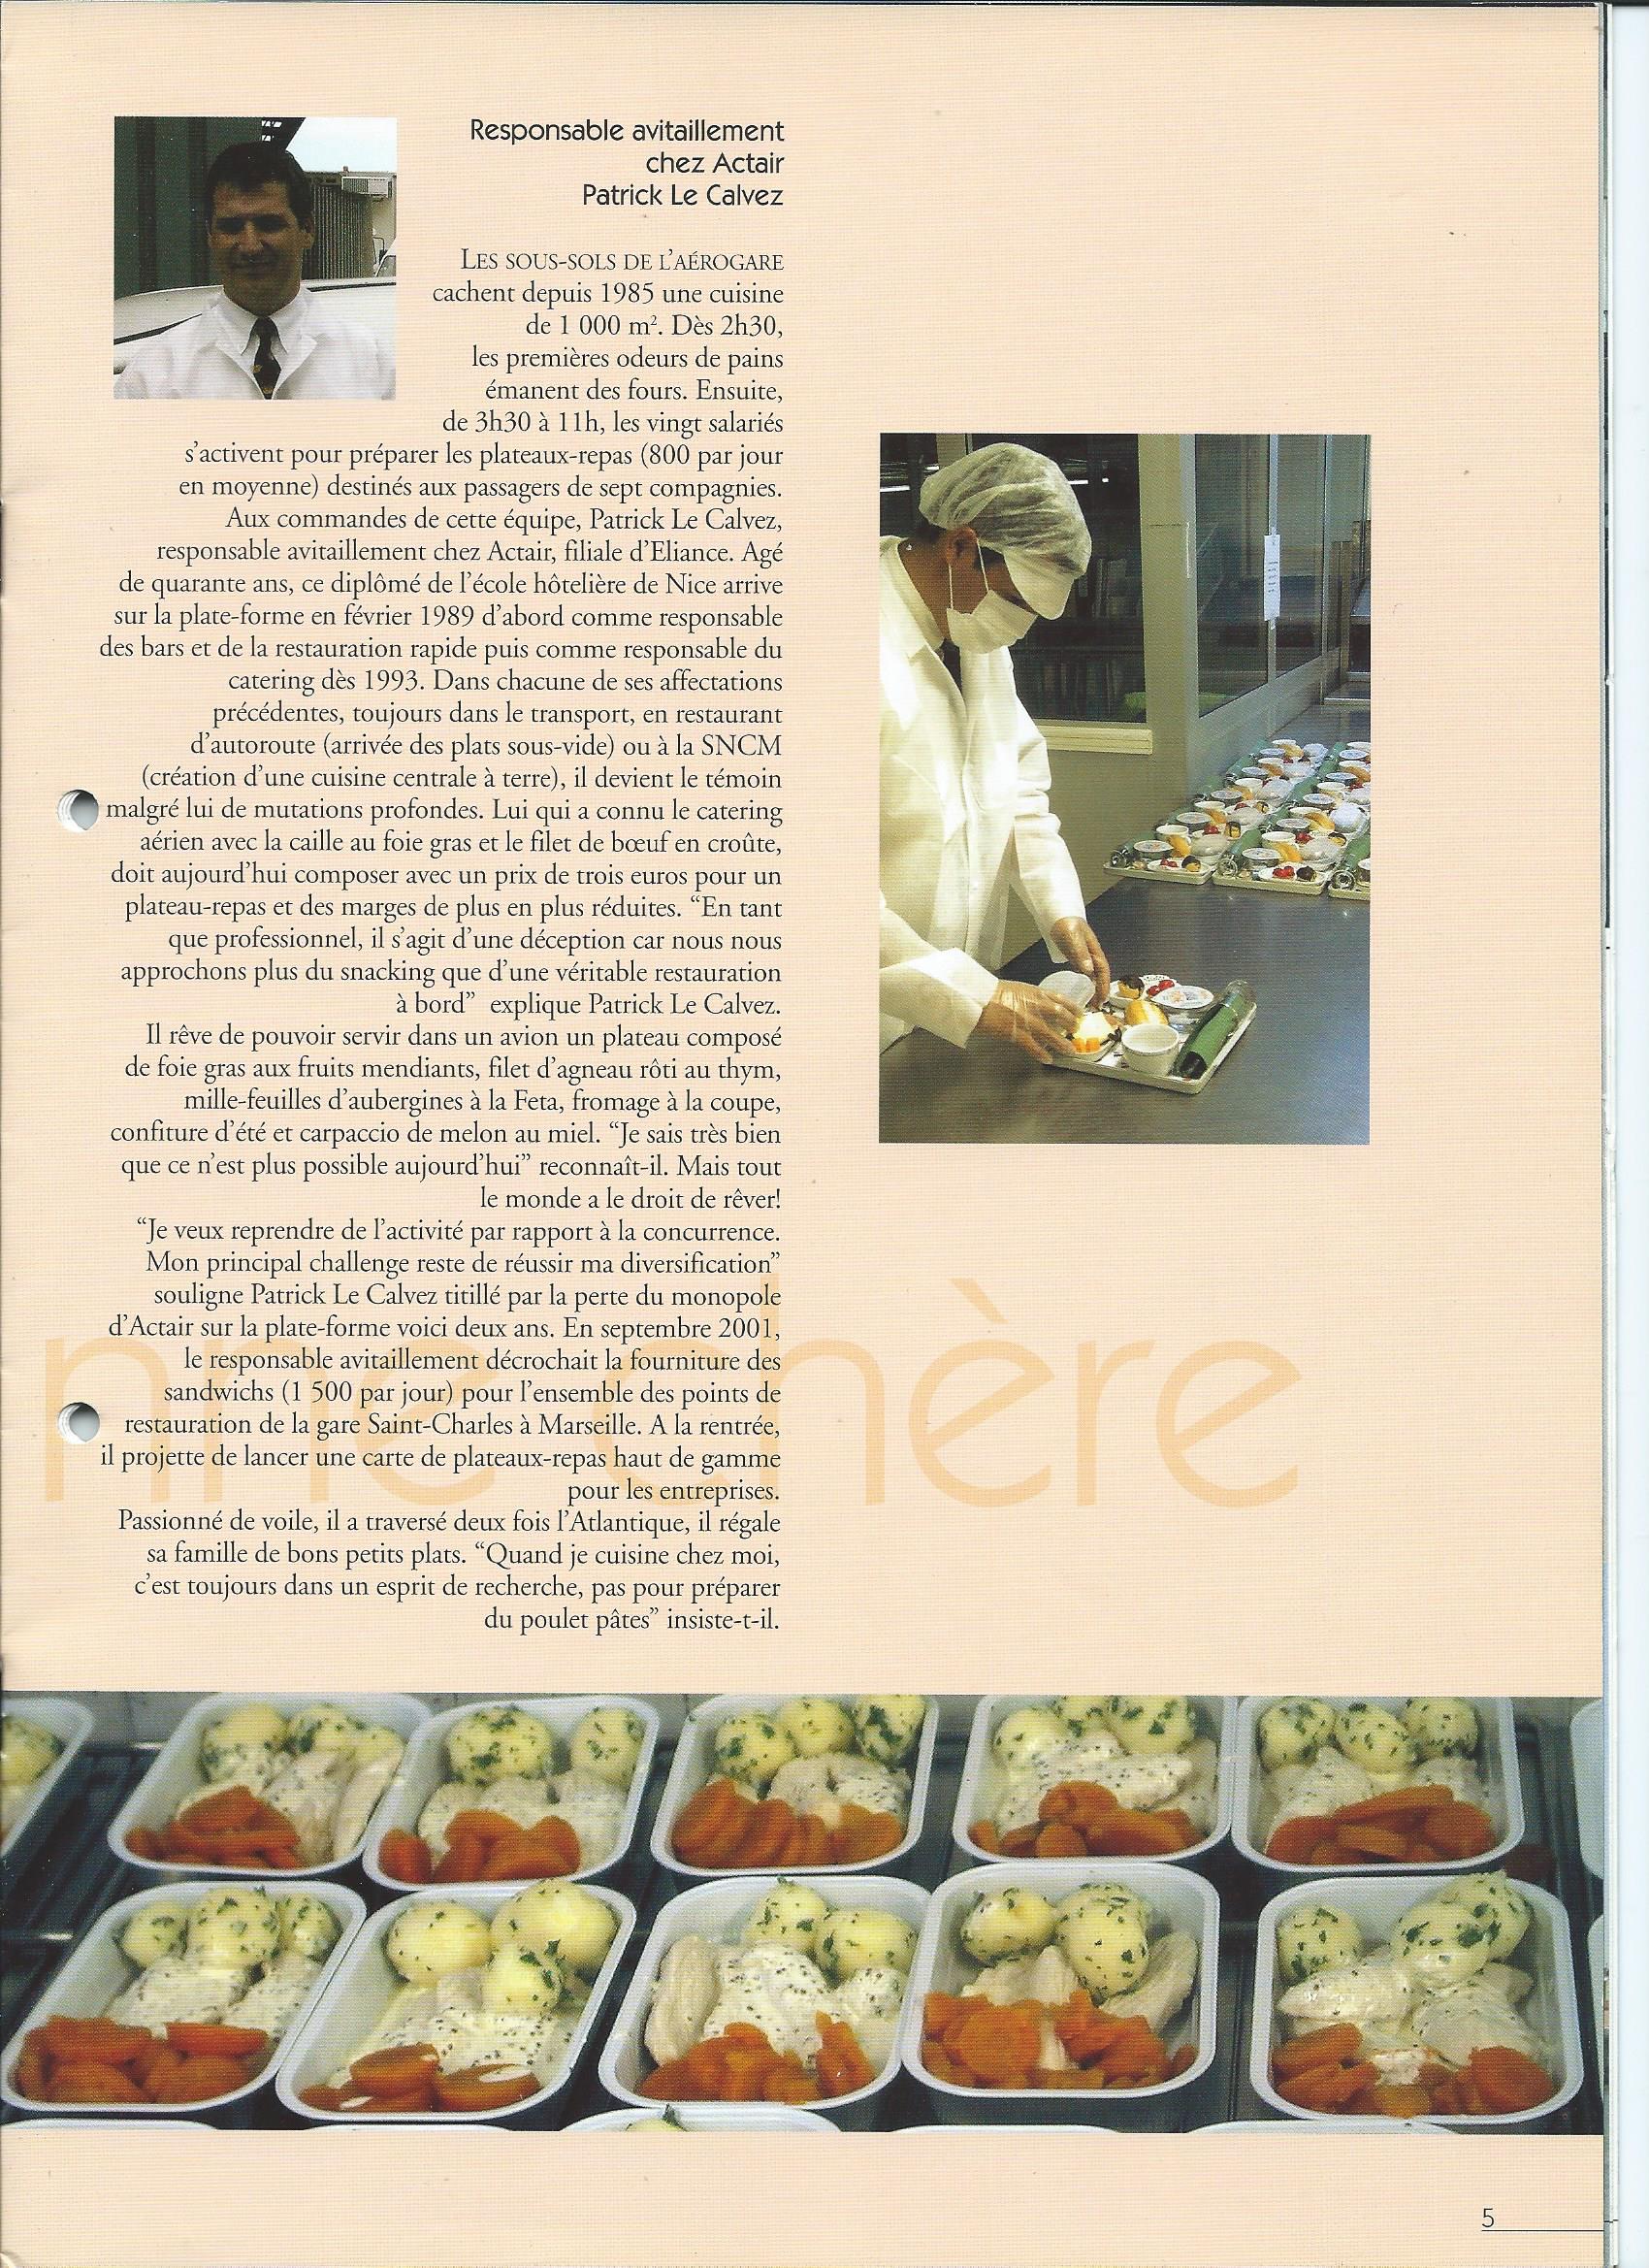 Responsable avitaillement
chez Actair
Patrick Le Calvez
LES SOUS-SOLS DE L'AÉROGARE
cachent depuis 1985 une cuisine
de 1 000 m². Dès 2h30,
les premières odeurs de pains
émanent des fours. Ensuite,
de 3h30 à 11h, les vingt salariés
s'activent pour préparer les plateaux-repas (800 par jour
en moyenne) destinés aux passagers de sept compagnies.
Aux commandes de cette équipe, Patrick Le Calvez,
responsable avitaillement chez Actair, filiale d'Eliance. Agé
de quarante ans, ce diplômé de l'école hôtelière de Nice arrive
sur la plate-forme en février 1989 d'abord comme responsable
des bars et de la restauration rapide puis comme responsable du
catering dès 1993. Dans chacune de ses affectations
précédentes, toujours dans le transport, en restaurant
d'autoroute (arrivée des plats sous-vide) ou à la SNCM
(création d'une cuisine centrale à terre), il devient le témoin
malgré lui de mutations profondes. Lui qui a connu le catering
aérien avec la caille au foie gras et le filet de bœuf en croûte,
doit aujourd'hui composer avec un prix de trois euros pour un
plateau-repas et des marges de plus en plus réduites. “En tant
que professionnel, il s'agit d'une déception car nous nous
approchons plus du snacking que d'une véritable restauration
à bord” explique Patrick Le Calvez.
Il rêve de pouvoir servir dans un avion un plateau composé
de foie gras aux fruits mendiants, filet d'agneau rôti au thym,
mille-feuilles d'aubergines à la Feta, fromage à la coupe,
confiture d'été et carpaccio de melon au miel. “Je sais très bien
que ce n'est plus possible aujourd'hui” reconnaît-il. Mais tout
le monde a le droit de rêver!
“Je veux reprendre de l'activité par rapport à la concurrence.
Mon principal challenge reste de réussir ma diversification”
souligne Patrick Le Calvez titillé par la perte du monopole
d'Actair sur la plate-forme voici deux ans. En septembre 2001,
le responsable avitaillement décrochait la fourniture des
sandwichs (1 500 par jour) pour l'ensemble des points de
restauration de la gare Saint-Charles à Marseille. A la rentrée,
il projette de lancer une carte de plateaux-repas haut de gamme
pour les entreprises.
Passionné de voile, il a traversé deux fois l'Atlantique, il régale
sa famille de bons petits plats. “Quand je cuisine chez moi,
c'est toujours dans un esprit de recherche, pas pour préparer
du poulet pâtes” insiste-t-il.
nne chère
5